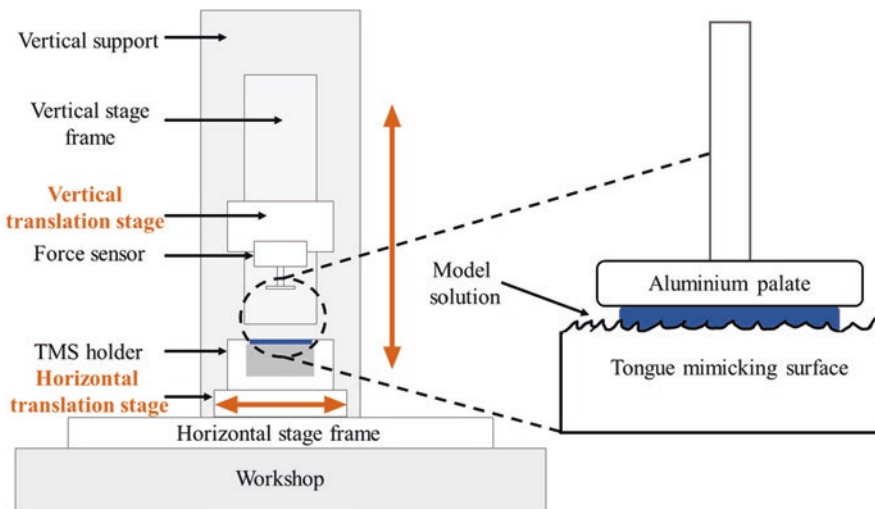 Vertical support
Vertical stage
frame
Vertical
translation stage
Force sensor
TMS holder
Horizontal
translation stage
Horizontal stage frame
Workshop
Model
solution
Aluminium palate
Tongue mimicking surface